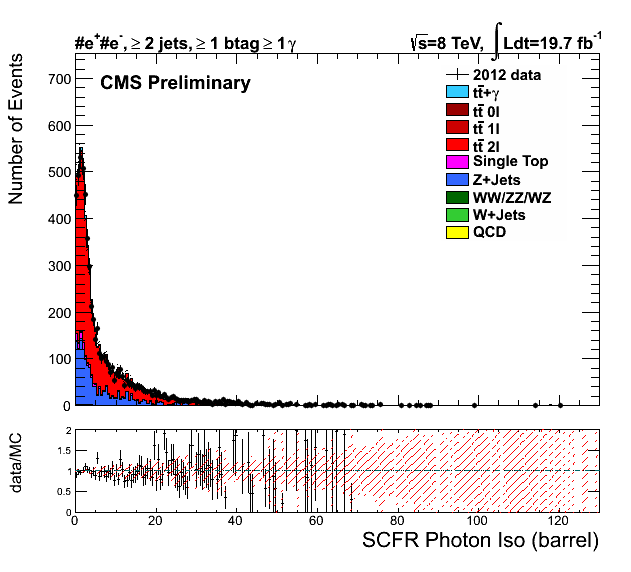 #e⁺#e⁻, ≥ 2 jets, ≥ 1 btag ≥ 1 γ
√s=8 TeV, ∫ Ldt=19.7 fb⁻¹
CMS Preliminary
2012 data
tt̄+γ
tt̄ 0l
tt̄ 1l
tt̄ 2l
Single Top
Z+Jets
WW/ZZ/WZ
W+Jets
QCD
Number of Events
700
600
500
400
300
200
100
0
data/MC
2
1.5
1
0.5
0
0 20 40 60 80 100 120
SCFR Photon Iso (barrel)